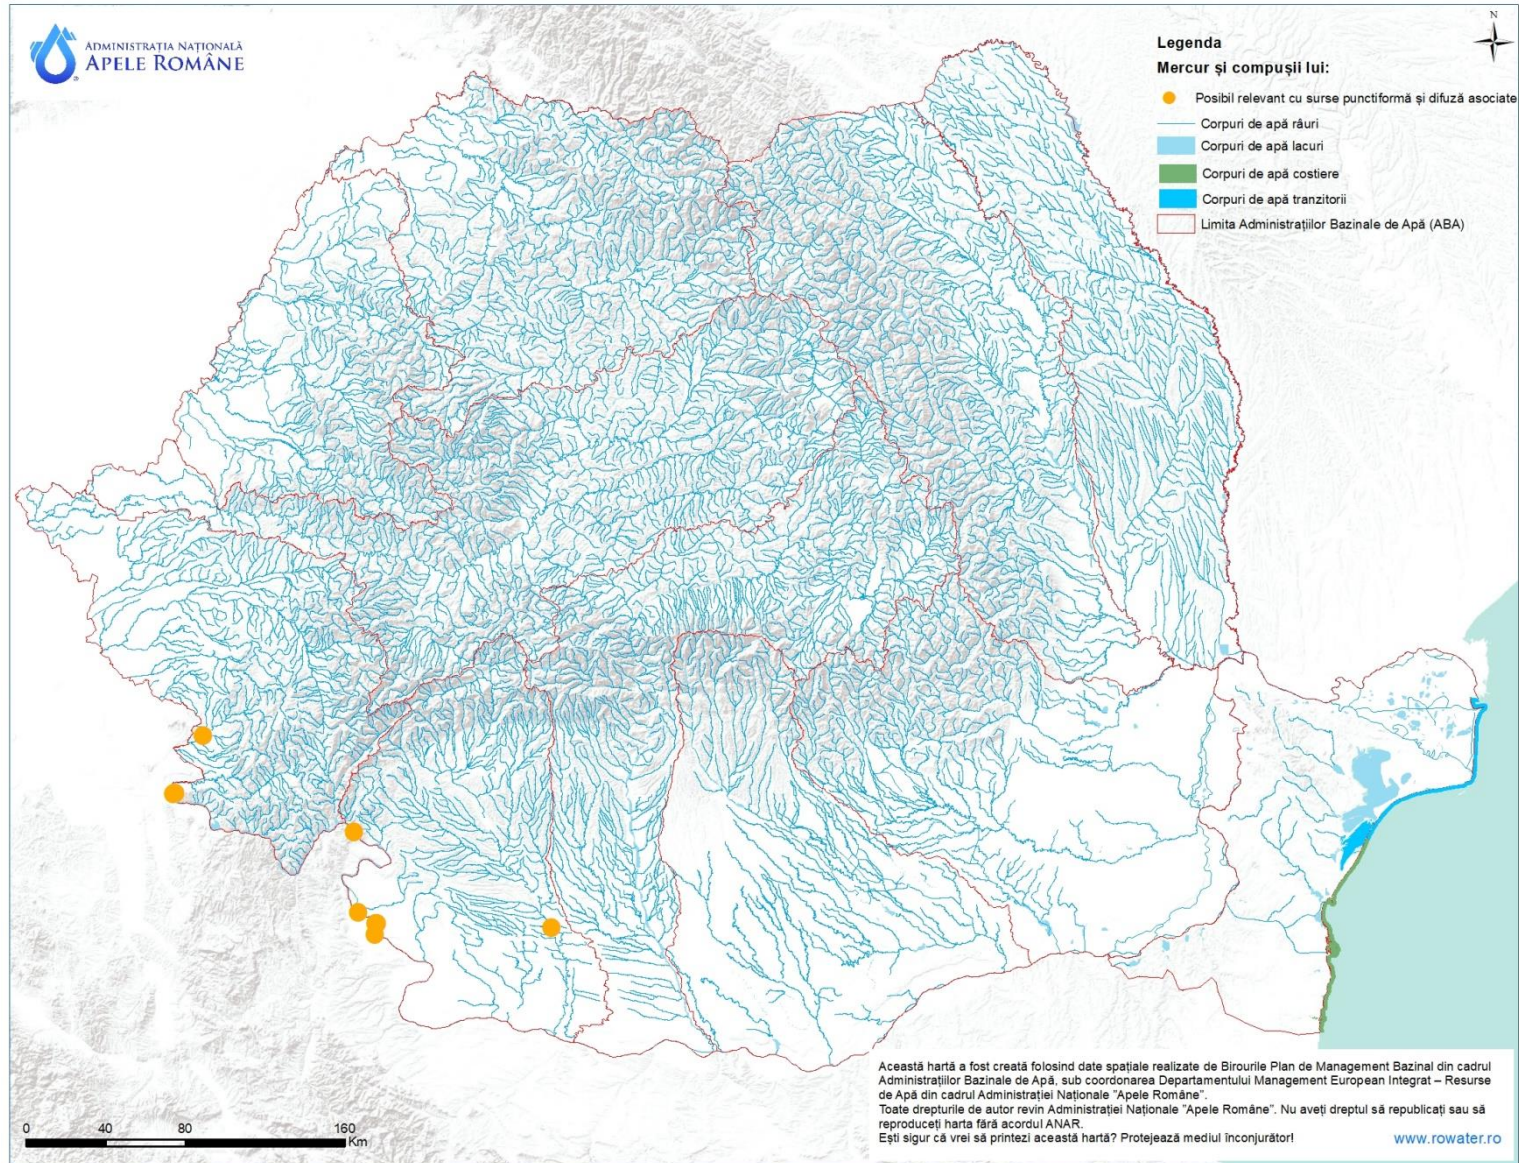 ADMINISTRAȚIA NAȚIONALĂ
APELE ROMÂNE
N
Legenda
Mercur și compușii lui:
Posibil relevant cu surse punctiformă și difuză asociate
Corpuri de apă râuri
Corpuri de apă lacuri
Corpuri de apă costiere
Corpuri de apă tranzitorii
Limita Administrațiilor Bazinale de Apă (ABA)
0 40 80 160
Km
Această hartă a fost creată folosind date spațiale realizate de Birourile Plan de Management Bazinal din cadrul
Administrațiilor Bazinale de Apă, sub coordonarea Departamentului Management European Integrat – Resurse
de Apă din cadrul Administrației Naționale "Apele Române".
Toate drepturile de autor revin Administrației Naționale "Apele Române". Nu aveți dreptul să republicați sau să
reproduceți harta fără acordul ANAR.
Ești sigur că vrei să printezi această hartă? Protejează mediul înconjurător!
www.rowater.ro